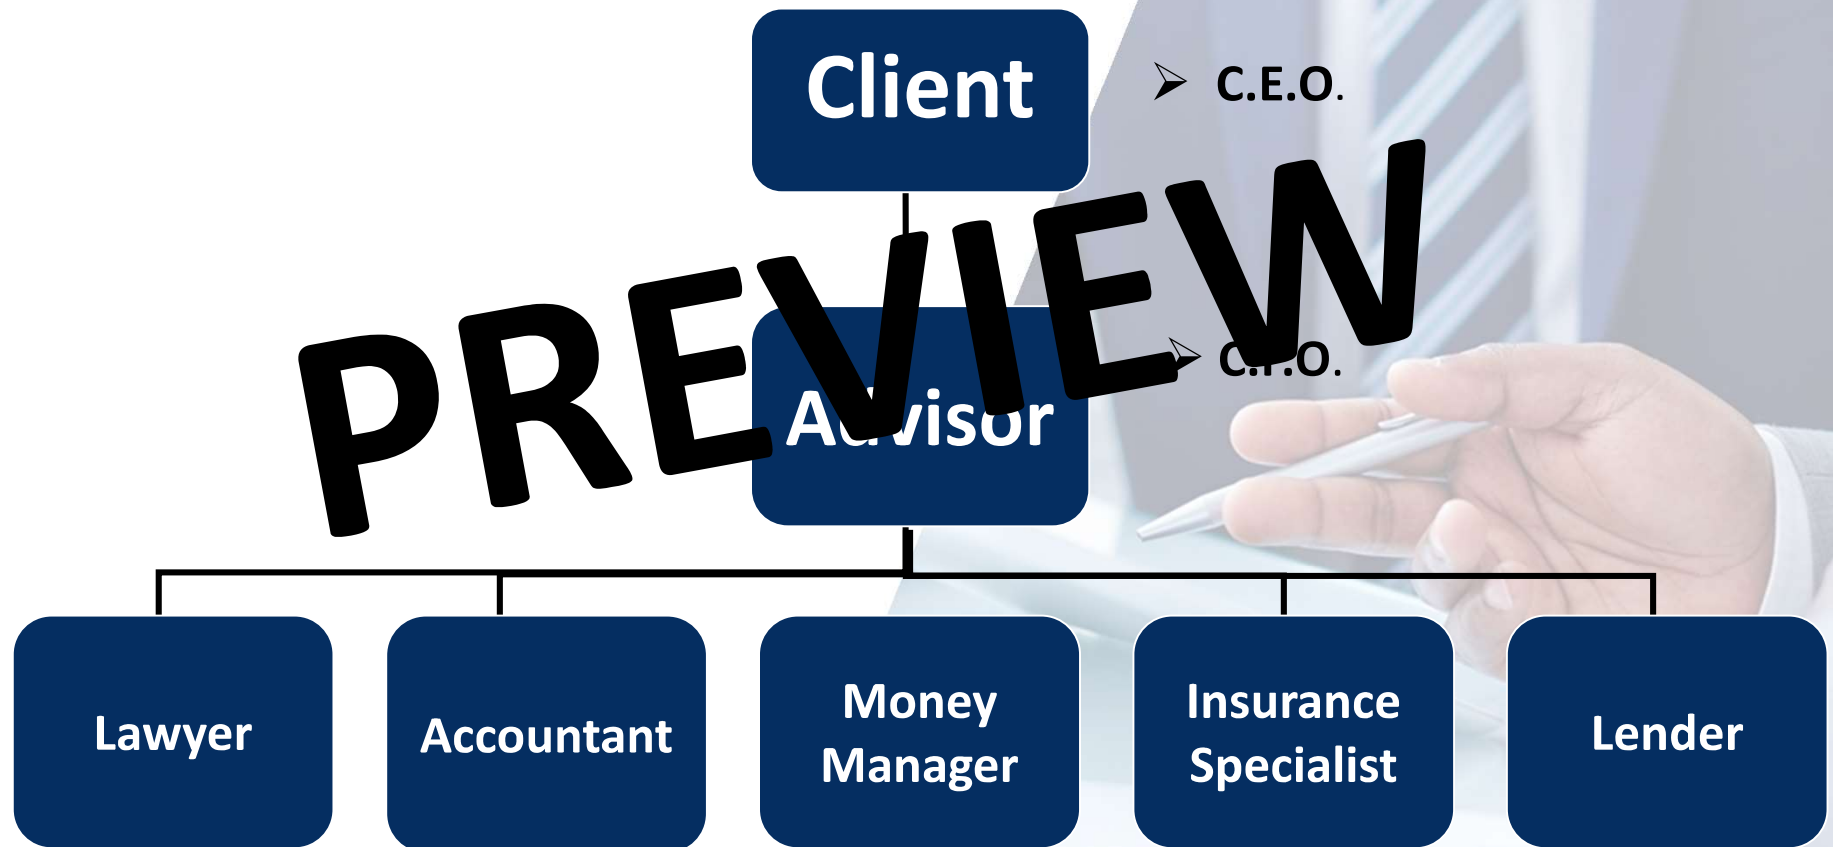 Client
➢ C.E.O.
PREVIEW
Advisor
➢ C.F.O.
Lawyer
Accountant
Money
Manager
Insurance
Specialist
Lender